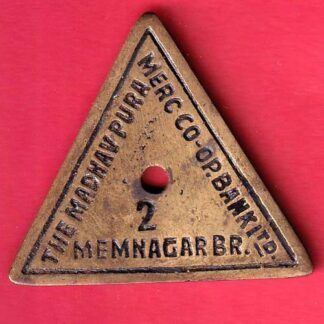 THE MADHAVPURA
MERC CO-OP. BANK LTD.
2
MEMNAGAR BR.